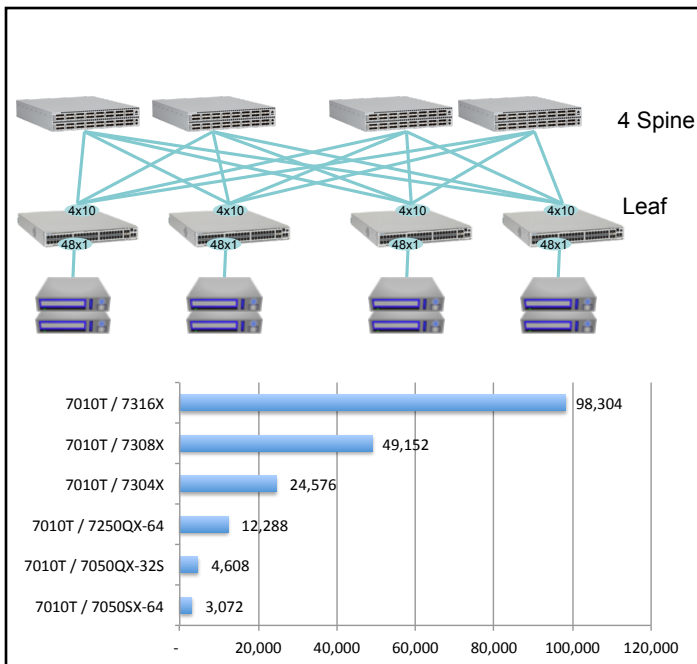 4 Spine
4x10 4x10 4x10 4x10 Leaf
48x1 48x1 48x1 48x1
7010T / 7316X 98,304
7010T / 7308X 49,152
7010T / 7304X 24,576
7010T / 7250QX-64 12,288
7010T / 7050QX-32S 4,608
7010T / 7050SX-64 3,072
- 20,000 40,000 60,000 80,000 100,000 120,000